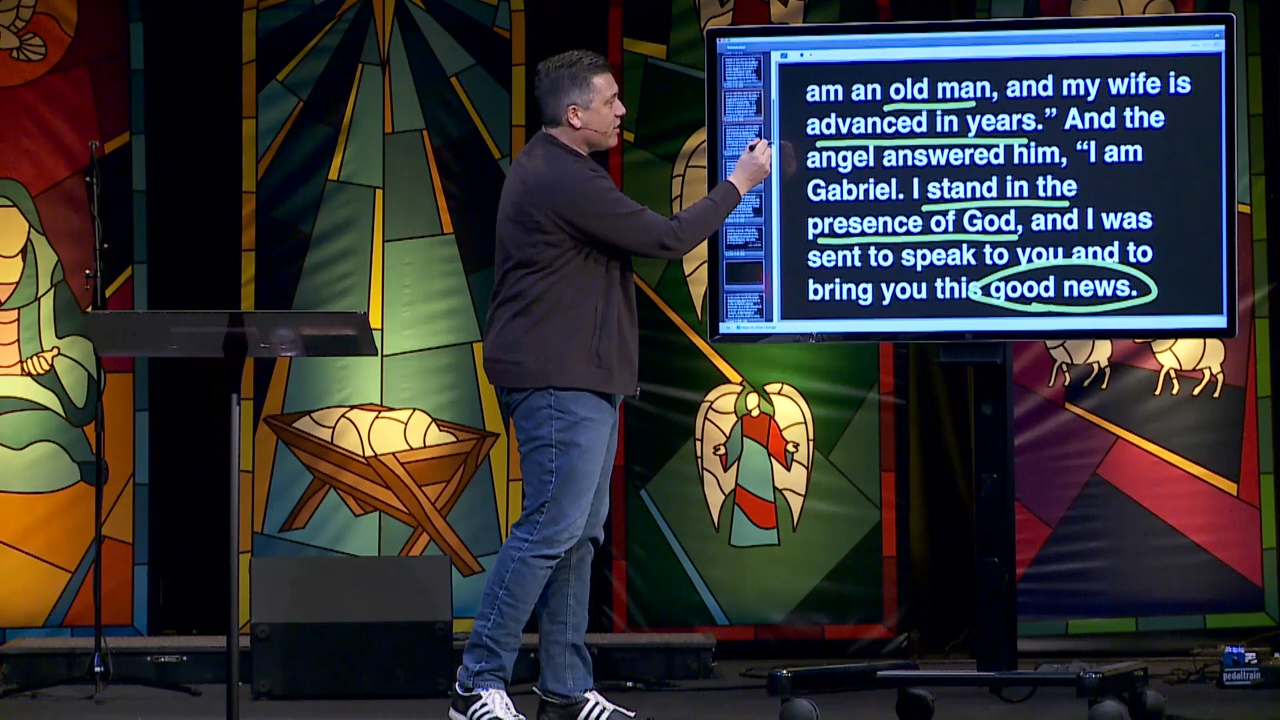 am an old man, and my wife is
advanced in years.” And the
angel answered him, “I am
Gabriel. I stand in the
presence of God, and I was
sent to speak to you and to
bring you this good news.
pedaltrain